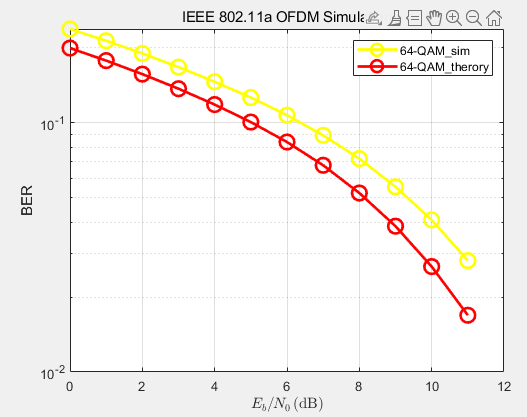 IEEE 802.11a OFDM Simula
64-QAM_sim
64-QAM_therory
10^-1
BER
10^-2
0 2 4 6 8 10 12
E_b/N_0 (dB)